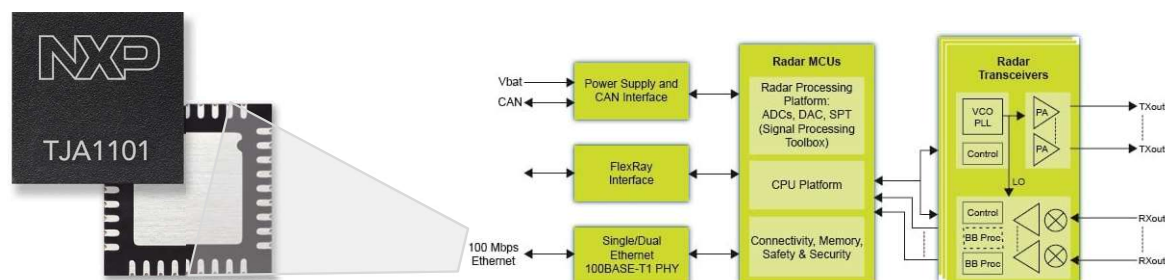 NXP
TJA1101
Vbat
CAN
Power Supply and
CAN Interface
FlexRay
Interface
100 Mbps
Ethernet
Single/Dual
Ethernet
100BASE-T1 PHY
Radar MCUs
Radar Processing
Platform:
ADCs, DAC, SPT
(Signal Processing
Toolbox)
CPU Platform
Connectivity, Memory,
Safety & Security
Radar
Transceivers
VCO
PLL
PA
TXout
Control
PA
TXout
LO
Control
RXout
BB Proc
BB Proc
RXout